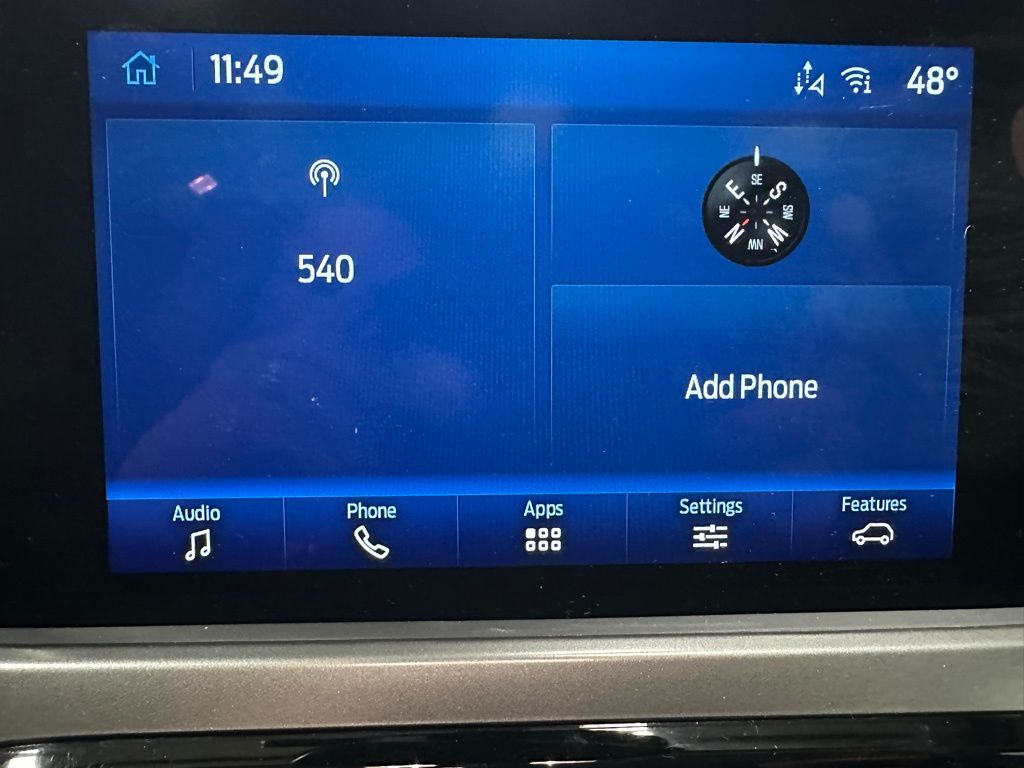 11:49
48°
540
SE
E
S
NE
SW
N
W
NW
Add Phone
Audio
Phone
Apps
Settings
Features